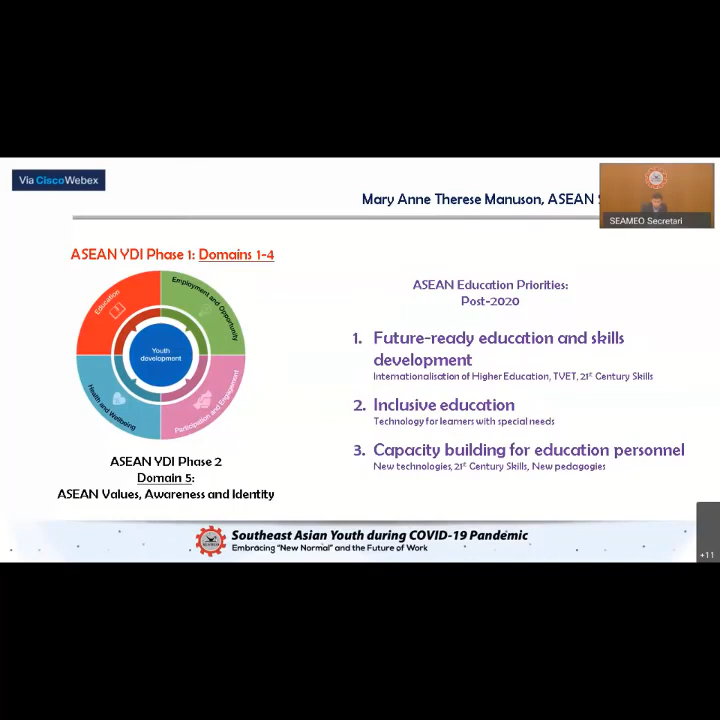 Via CiscoWebex
Mary Anne Therese Manuson, ASEAN
SEAMEO Secretari
ASEAN YDI Phase 1: Domains 1-4
Education
Employment and Opportunity
Youth
development
Health and Wellbeing
Participation and Engagement
ASEAN YDI Phase 2
Domain 5:
ASEAN Values, Awareness and Identity
ASEAN Education Priorities:
Post-2020
1. Future-ready education and skills
development
Internationalisation of Higher Education, TVET, 21st Century Skills
2. Inclusive education
Technology for learners with special needs
3. Capacity building for education personnel
New technologies, 21st Century Skills, New pedagogies
+11
Southeast Asian Youth during COVID-19 Pandemic
Embracing "New Normal" and the Future of Work